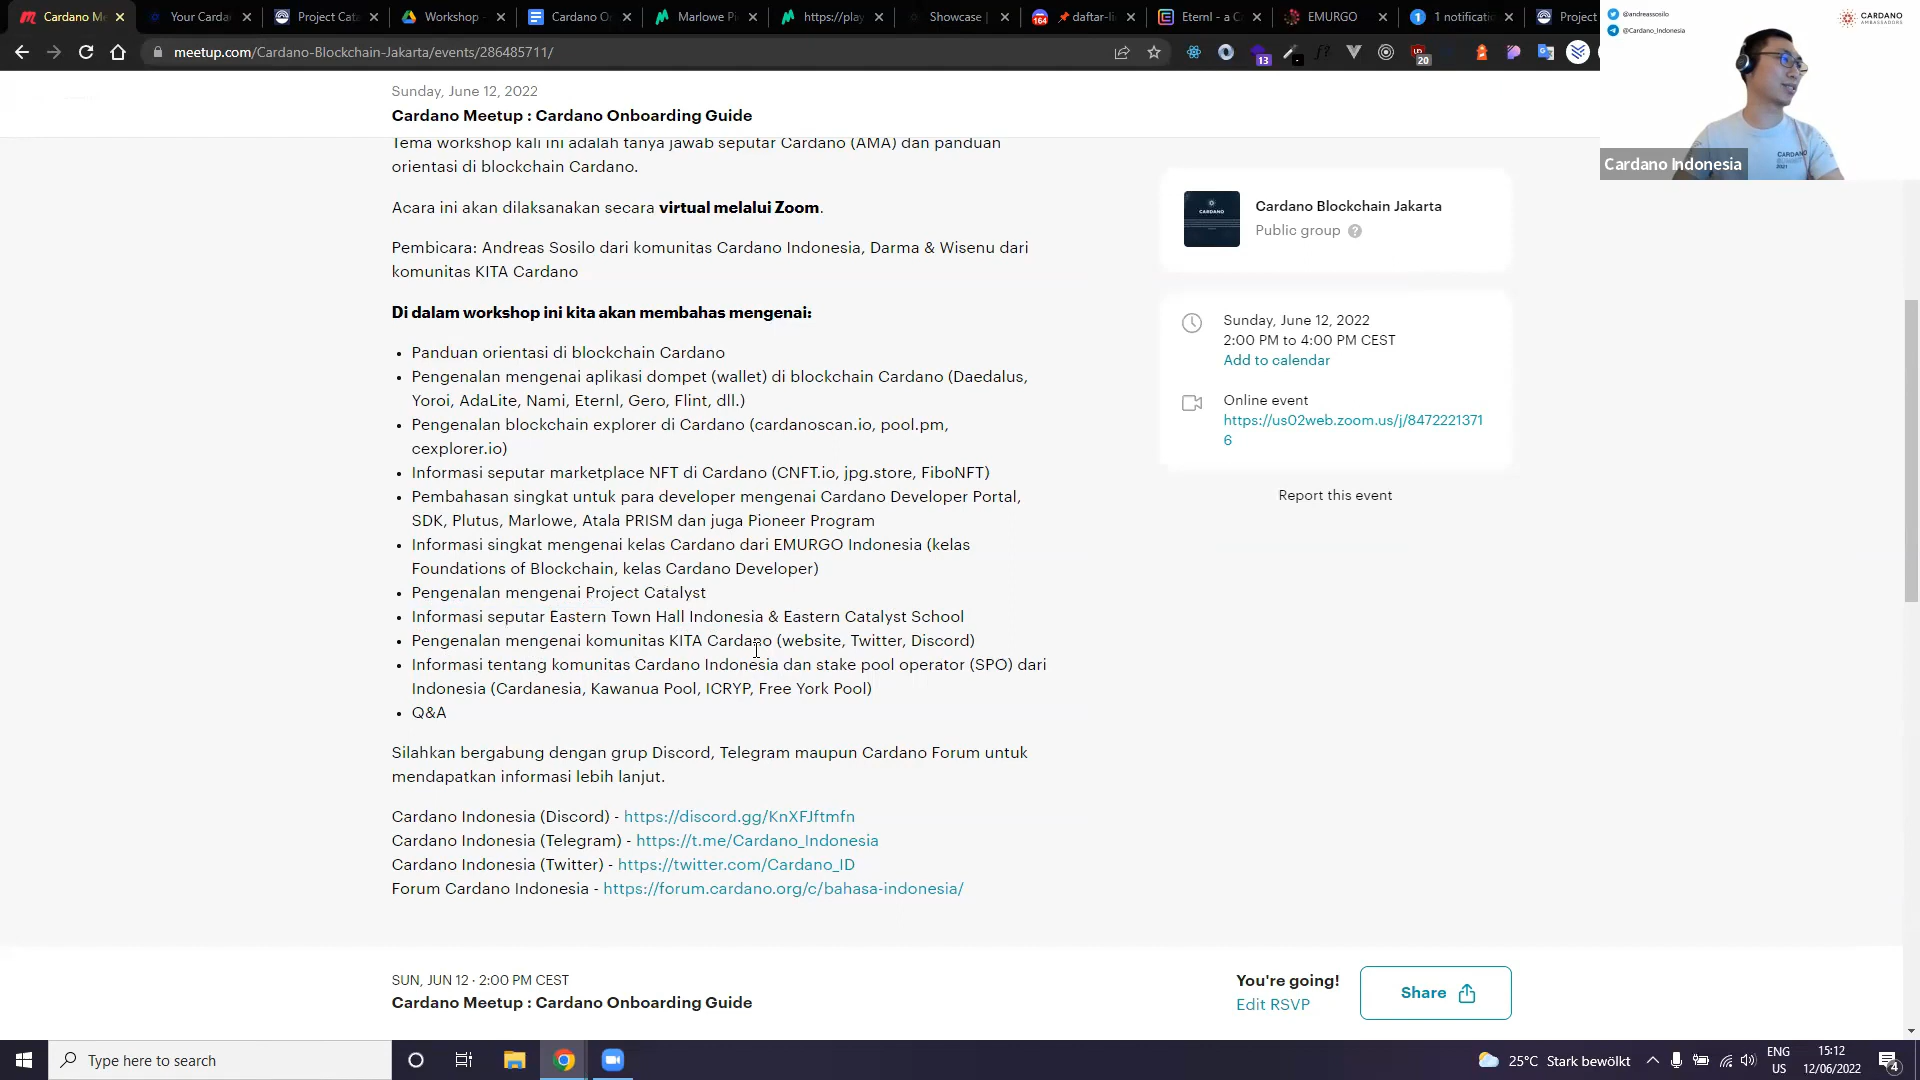 Cardano Me
Your Carda
Project Cata
Workshop -
Cardano O
Marlowe Pl
https://play
Showcase |
164
daftar-li
Eternl - a C
EMURGO
1 notificatio
Project
meetup.com/Cardano-Blockchain-Jakarta/events/286485711/
13
20
@andreassosilo
@Cardano_Indonesia
CARDANO
AMBASSADORS
CARDANO
SUMMIT
2021
Cardano Indonesia
Sunday, June 12, 2022
Cardano Meetup : Cardano Onboarding Guide
Tema workshop kali ini adalah tanya jawab seputar Cardano (AMA) dan panduan
orientasi di blockchain Cardano.
Acara ini akan dilaksanakan secara virtual melalui Zoom.
Pembicara: Andreas Sosilo dari komunitas Cardano Indonesia, Darma & Wisenu dari
komunitas KITA Cardano
Di dalam workshop ini kita akan membahas mengenai:
• Panduan orientasi di blockchain Cardano
• Pengenalan mengenai aplikasi dompet (wallet) di blockchain Cardano (Daedalus,
Yoroi, AdaLite, Nami, Eternl, Gero, Flint, dll.)
• Pengenalan blockchain explorer di Cardano (cardanoscan.io, pool.pm,
cexplorer.io)
• Informasi seputar marketplace NFT di Cardano (CNFT.io, jpg.store, FiboNFT)
• Pembahasan singkat untuk para developer mengenai Cardano Developer Portal,
SDK, Plutus, Marlowe, Atala PRISM dan juga Pioneer Program
• Informasi singkat mengenai kelas Cardano dari EMURGO Indonesia (kelas
Foundations of Blockchain, kelas Cardano Developer)
• Pengenalan mengenai Project Catalyst
• Informasi seputar Eastern Town Hall Indonesia & Eastern Catalyst School
• Pengenalan mengenai komunitas KITA Cardano (website, Twitter, Discord)
• Informasi tentang komunitas Cardano Indonesia dan stake pool operator (SPO) dari
Indonesia (Cardanesia, Kawanua Pool, ICRYP, Free York Pool)
• Q&A
Silahkan bergabung dengan grup Discord, Telegram maupun Cardano Forum untuk
mendapatkan informasi lebih lanjut.
Cardano Indonesia (Discord) - https://discord.gg/KnXFJftmfn
Cardano Indonesia (Telegram) - https://t.me/Cardano_Indonesia
Cardano Indonesia (Twitter) - https://twitter.com/Cardano_ID
Forum Cardano Indonesia - https://forum.cardano.org/c/bahasa-indonesia/
CARDANO
Cardano Blockchain Jakarta
Public group
Sunday, June 12, 2022
2:00 PM to 4:00 PM CEST
Add to calendar
Online event
https://us02web.zoom.us/j/8472221371
6
Report this event
SUN, JUN 12 · 2:00 PM CEST
Cardano Meetup : Cardano Onboarding Guide
You're going!
Edit RSVP
Share
Type here to search
25°C Stark bewölkt
ENG
US
15:12
12/06/2022
4